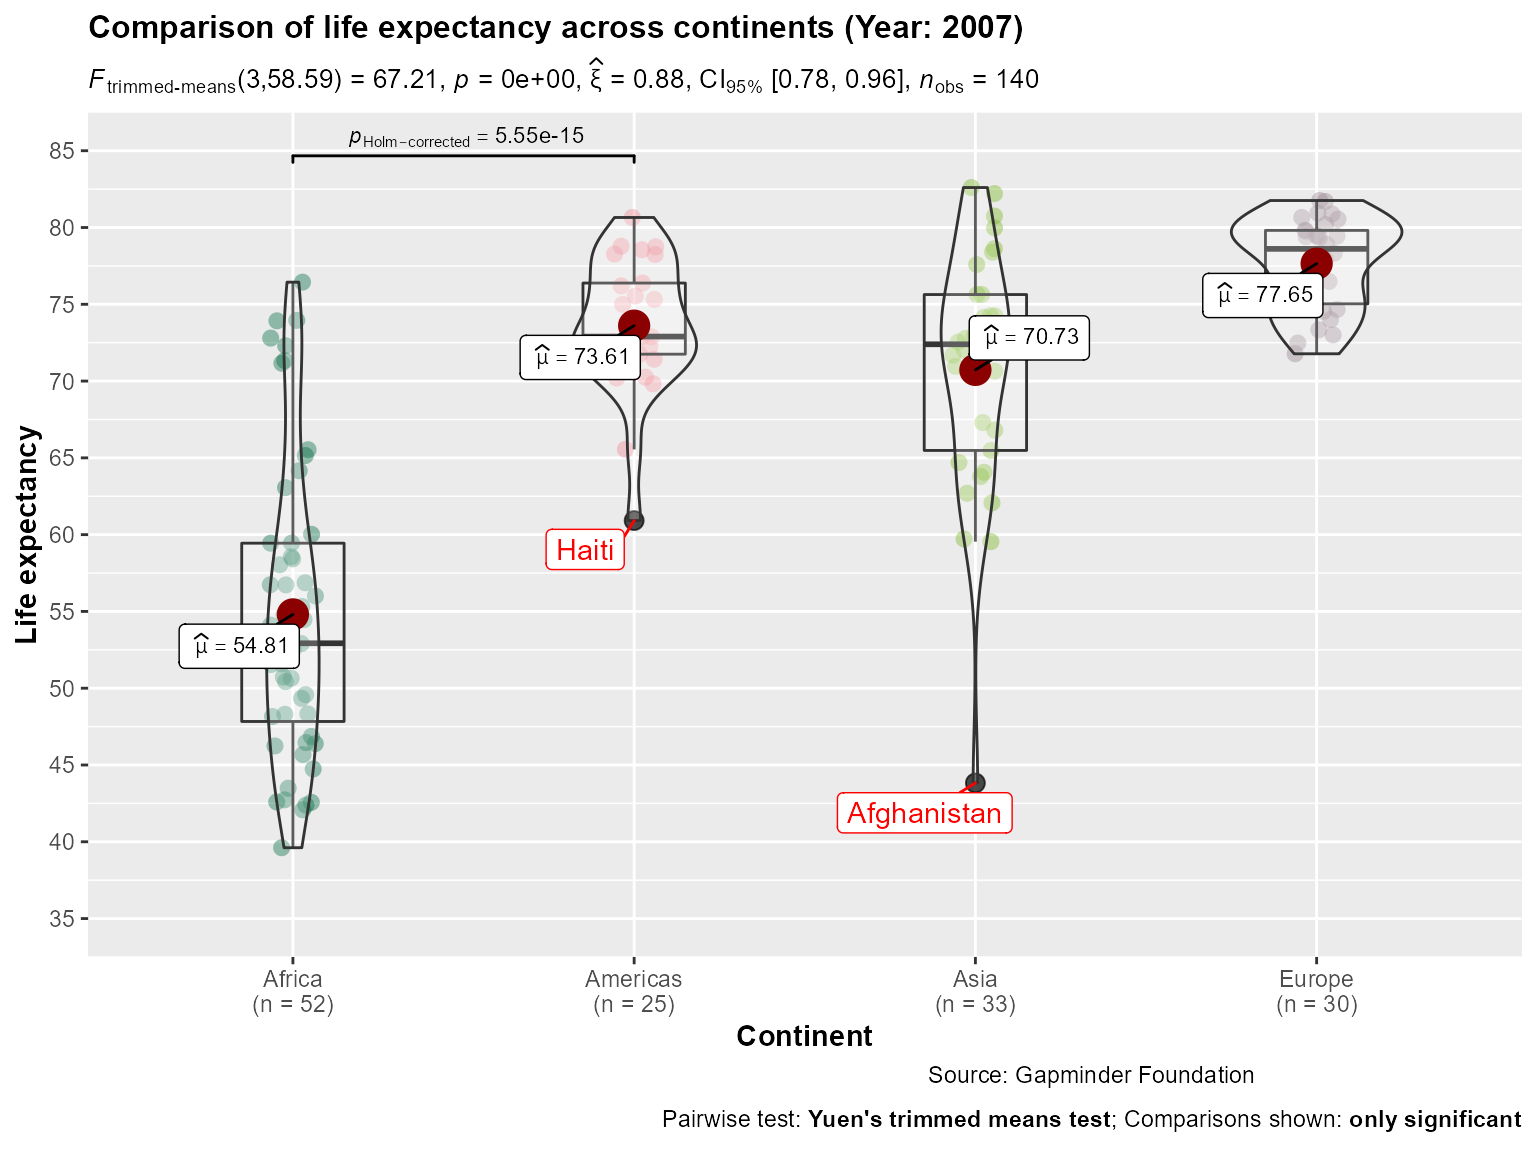 Comparison of life expectancy across continents (Year: 2007)
F trimmed-means(3,58.59) = 67.21, p = 0e+00, ξ̂ = 0.88, CI95% [0.78, 0.96], nobs = 140
pHolm−corrected = 5.55e-15
85
80
75
70
65
60
55
50
45
40
35
Life expectancy
μ̂ = 54.81
μ̂ = 73.61
μ̂ = 70.73
μ̂ = 77.65
Haiti
Afghanistan
Africa
(n = 52)
Americas
(n = 25)
Asia
(n = 33)
Europe
(n = 30)
Continent
Source: Gapminder Foundation
Pairwise test: Yuen's trimmed means test; Comparisons shown: only significant